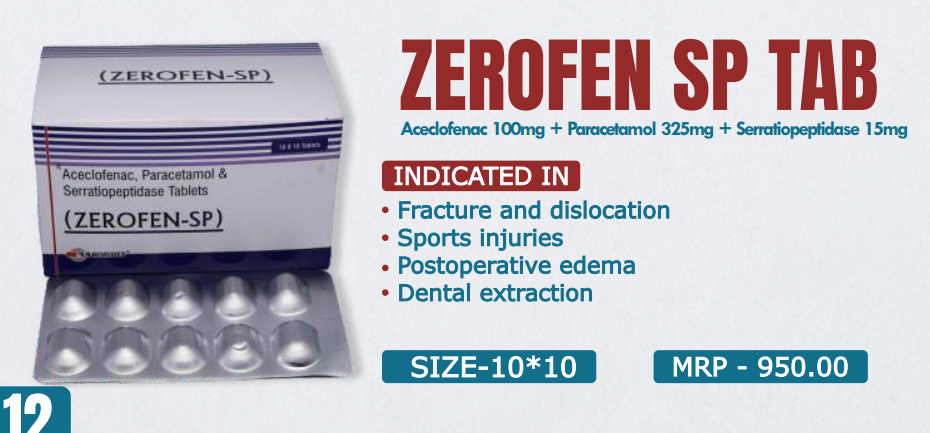 (ZEROFEN-SP)
10 X 10 Tablets
Aceclofenac, Paracetamol &
Serratiopeptidase Tablets
(ZEROFEN-SP)
ZEROFEN SP TAB
Aceclofenac 100mg + Paracetamol 325mg + Serratiopeptidase 15mg
INDICATED IN
• Fracture and dislocation
• Sports injuries
• Postoperative edema
• Dental extraction
SIZE-10*10
MRP - 950.00
12